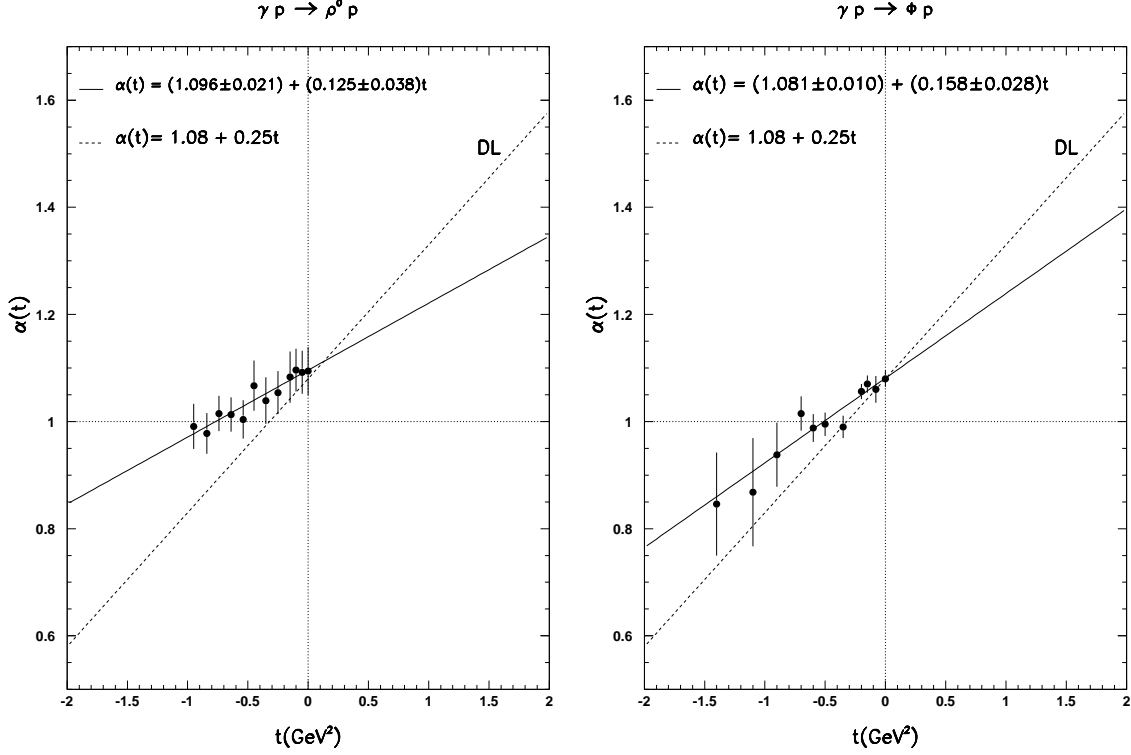 γ p → ρ⁰ p
α(t) = (1.096±0.021) + (0.125±0.038)t
α(t)= 1.08 + 0.25t
DL
1.6
1.4
1.2
1
0.8
0.6
α(t)
-2 -1.5 -1 -0.5 0 0.5 1 1.5 2
t(GeV²)
γ p → Φ p
α(t) = (1.081±0.010) + (0.158±0.028)t
α(t)= 1.08 + 0.25t
DL
1.6
1.4
1.2
1
0.8
0.6
α(t)
-2 -1.5 -1 -0.5 0 0.5 1 1.5 2
t(GeV²)